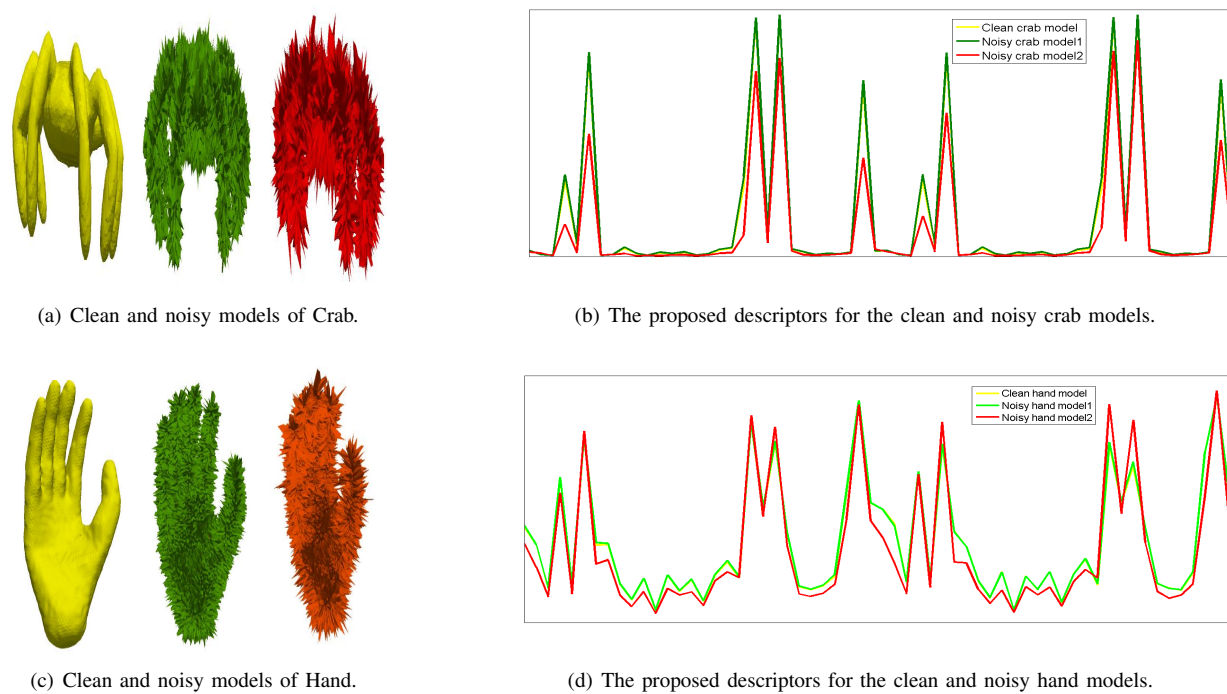 Clean crab model
Noisy crab model1
Noisy crab model2
(a) Clean and noisy models of Crab.
(b) The proposed descriptors for the clean and noisy crab models.
Clean hand model
Noisy hand model1
Noisy hand model2
(c) Clean and noisy models of Hand.
(d) The proposed descriptors for the clean and noisy hand models.